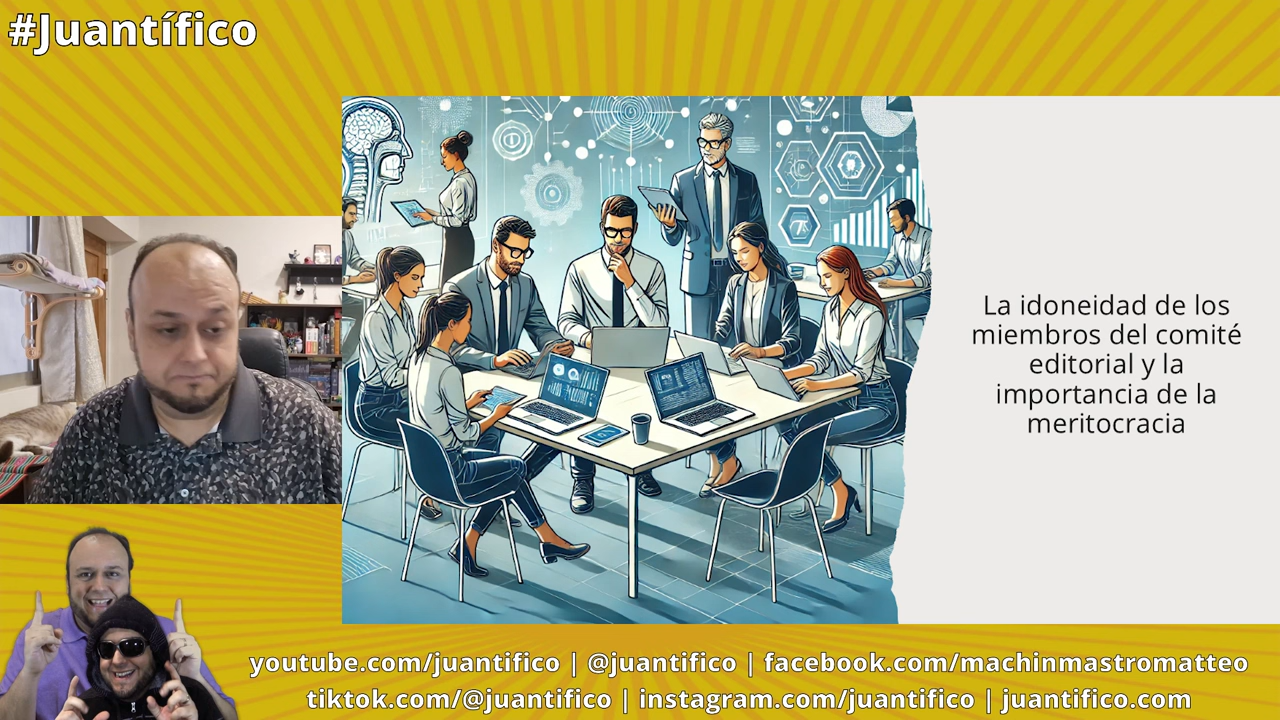 #Juantífico
La idoneidad de los
miembros del comité
editorial y la
importancia de la
meritocracia
youtube.com/juantifico | @juantifico | facebook.com/machinmastromatteo
tiktok.com/@juantifico | instagram.com/juantifico | juantifico.com